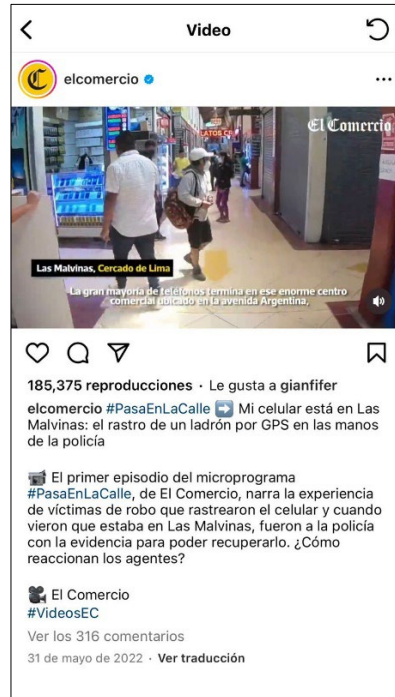 Video
elcomercio
El Comercio
LATOS CE
Las Malvinas, Cercado de Lima
La gran mayoría de teléfonos termina en ese enorme centro
comercial ubicado en la avenida Argentina,
185,375 reproducciones · Le gusta a gianfifer
elcomercio #PasaEnLaCalle ➡️ Mi celular está en Las
Malvinas: el rastro de un ladrón por GPS en las manos
de la policía
📹 El primer episodio del microprograma
#PasaEnLaCalle, de El Comercio, narra la experiencia
de víctimas de robo que rastrearon el celular y cuando
vieron que estaba en Las Malvinas, fueron a la policía
con la evidencia para poder recuperarlo. ¿Cómo
reaccionan los agentes?
🎥 El Comercio
#VideosEC
Ver los 316 comentarios
31 de mayo de 2022 · Ver traducción